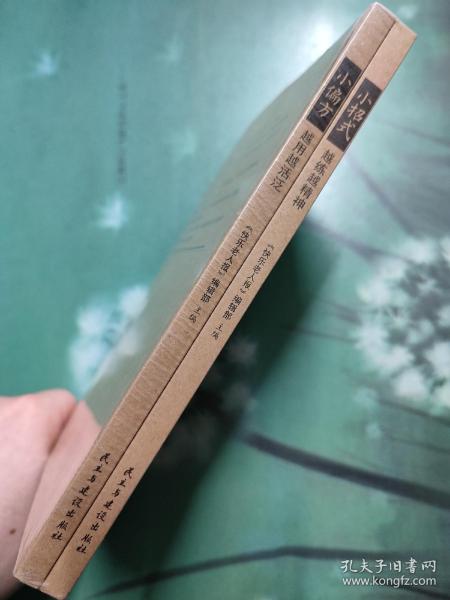 小偏方
越用越活泛
《快乐老人报》编辑部 主编
民主与建设出版社
小招式
越练越精神
《快乐老人报》编辑部 主编
民主与建设出版社
孔夫子旧书网
www.kongfz.com